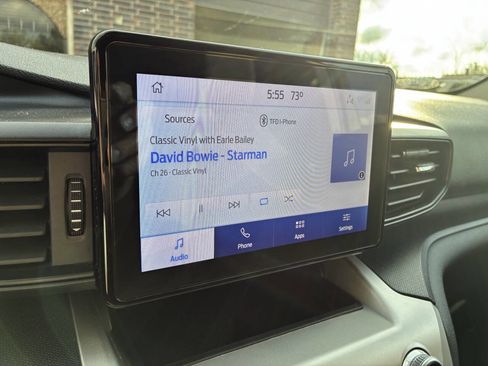 5:55 73°
Sources
TFD I-Phone
Classic Vinyl with Earle Bailey
David Bowie - Starman
Ch 26 · Classic Vinyl
Audio
Phone
Apps
Settings